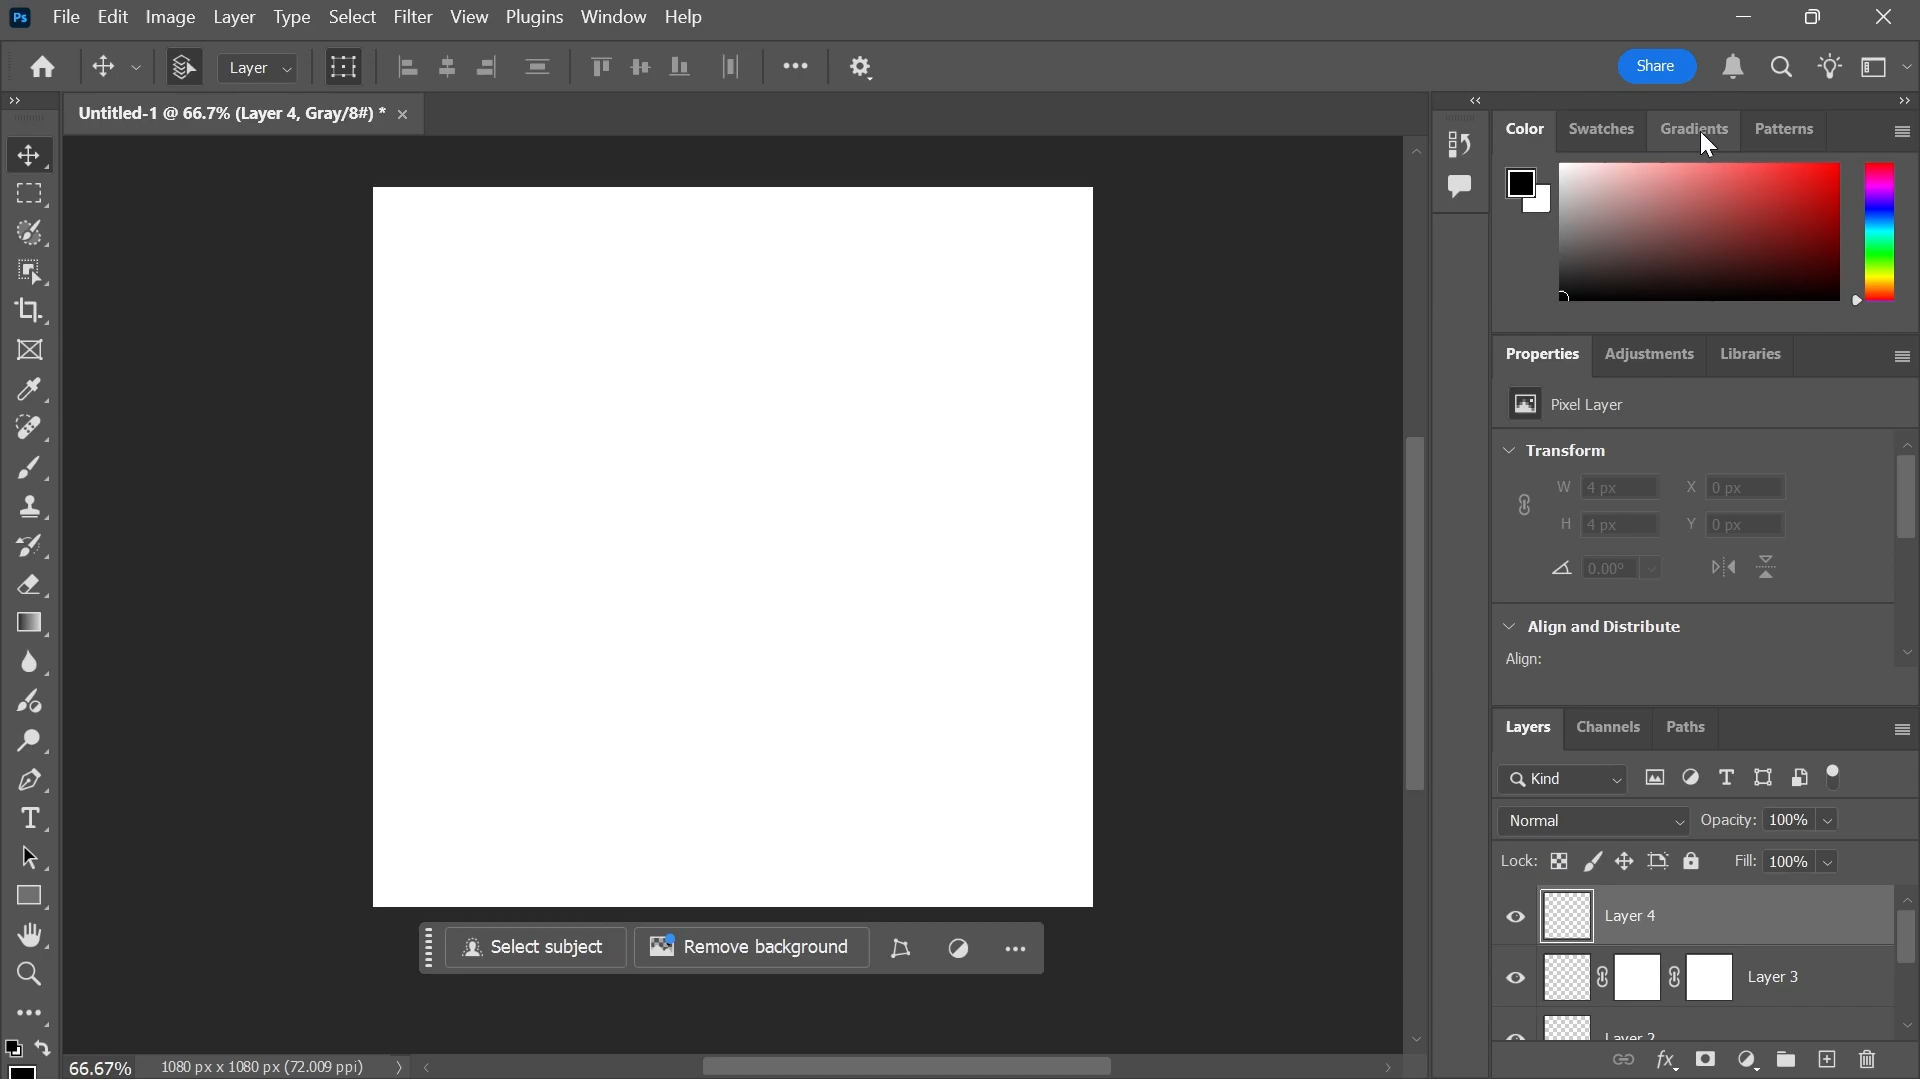 Ps File Edit Image Layer Type Select Filter View Plugins Window Help
Layer
Share
Untitled-1 @ 66.7% (Layer 4, Gray/8#) *
Color Swatches Gradients Patterns
Properties Adjustments Libraries
Pixel Layer
Transform
W 4 px X 0 px
H 4 px Y 0 px
0.00°
Align and Distribute
Align:
Layers Channels Paths
Kind
Normal Opacity: 100%
Lock: Fill: 100%
Layer 4
Layer 3
Layer 2
Select subject Remove background
66.67% 1080 px x 1080 px (72.009 ppi)